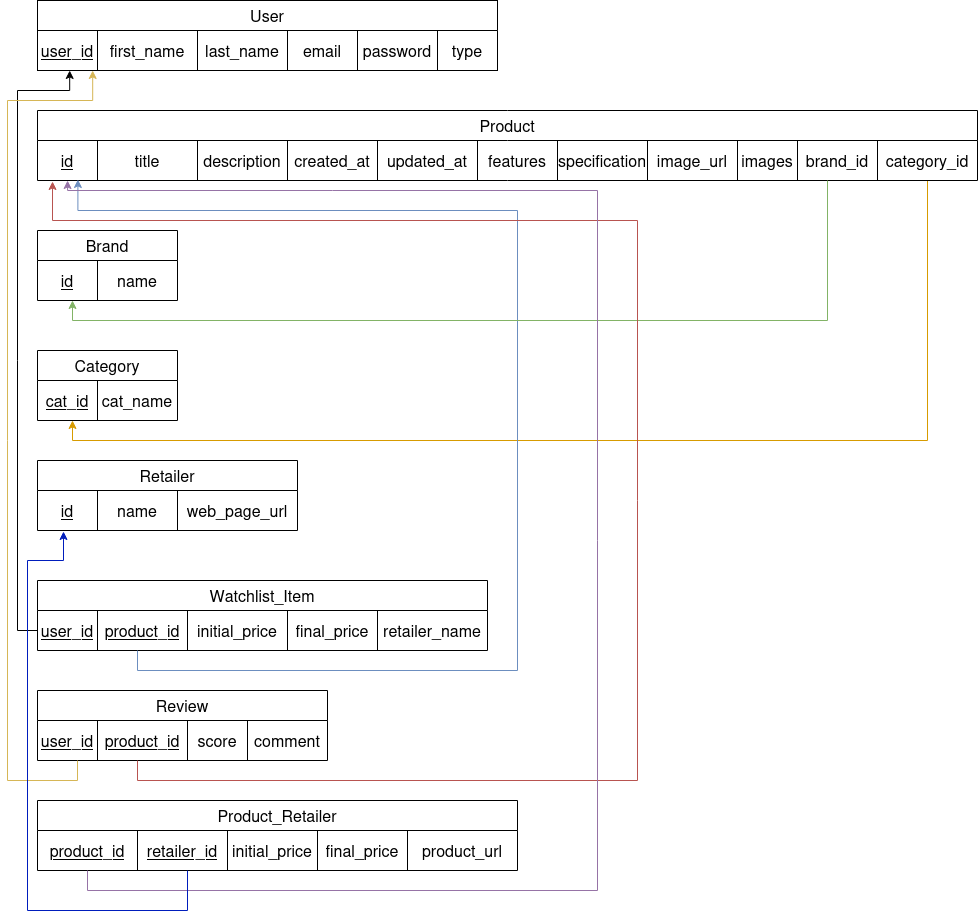 User
user_id first_name last_name email password type
Product
id title description created_at updated_at features specification image_url images brand_id category_id
Brand
id name
Category
cat_id cat_name
Retailer
id name web_page_url
Watchlist_Item
user_id product_id initial_price final_price retailer_name
Review
user_id product_id score comment
Product_Retailer
product_id retailer_id initial_price final_price product_url